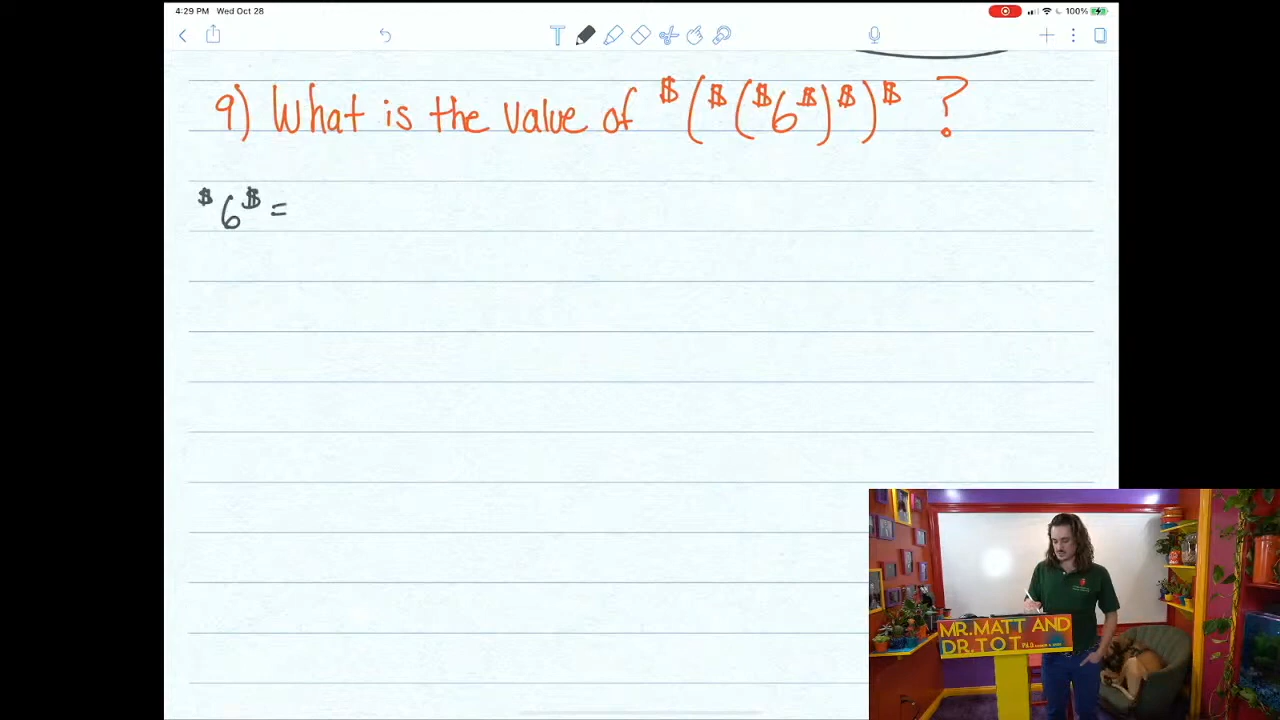 4:29 PM Wed Oct 28
100%
T
9) What is the value of $($($6$)$)$ ?
$6$ =
MR.MATT AND
DR.TOT